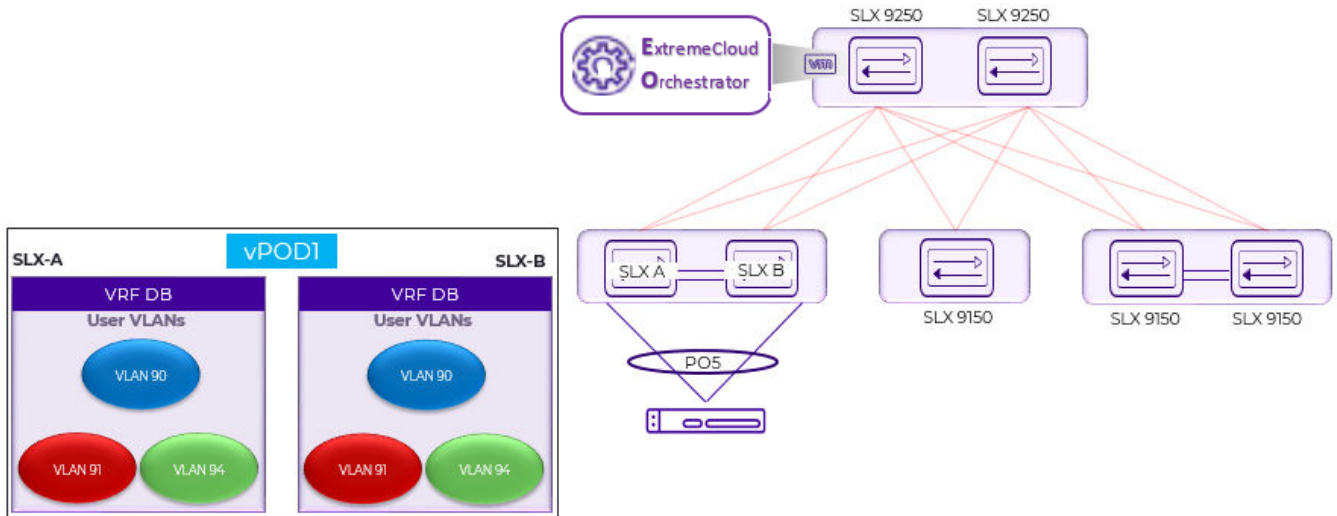 SLX 9250
SLX 9250
ExtremeCloud
Orchestrator
vm
SLX A
SLX B
SLX 9150
SLX 9150
SLX 9150
PO5
vPOD1
SLX-A
SLX-B
VRF DB
User VLANs
VLAN 90
VLAN 91
VLAN 94
VRF DB
User VLANs
VLAN 90
VLAN 91
VLAN 94